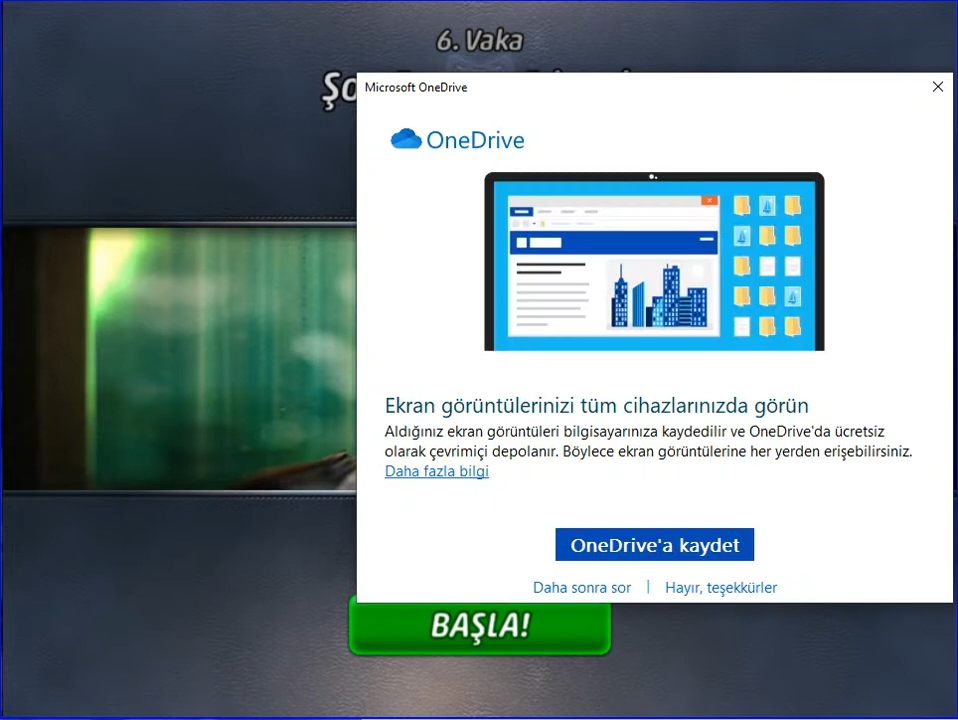 6. Vaka
Microsoft OneDrive
OneDrive
Ekran görüntülerinizi tüm cihazlarınızda görün
Aldığınız ekran görüntüleri bilgisayarınıza kaydedilir ve OneDrive'da ücretsiz
olarak çevrimiçi depolanır. Böylece ekran görüntülerine her yerden erişebilirsiniz.
Daha fazla bilgi
OneDrive'a kaydet
Daha sonra sor | Hayır, teşekkürler
BAŞLA!